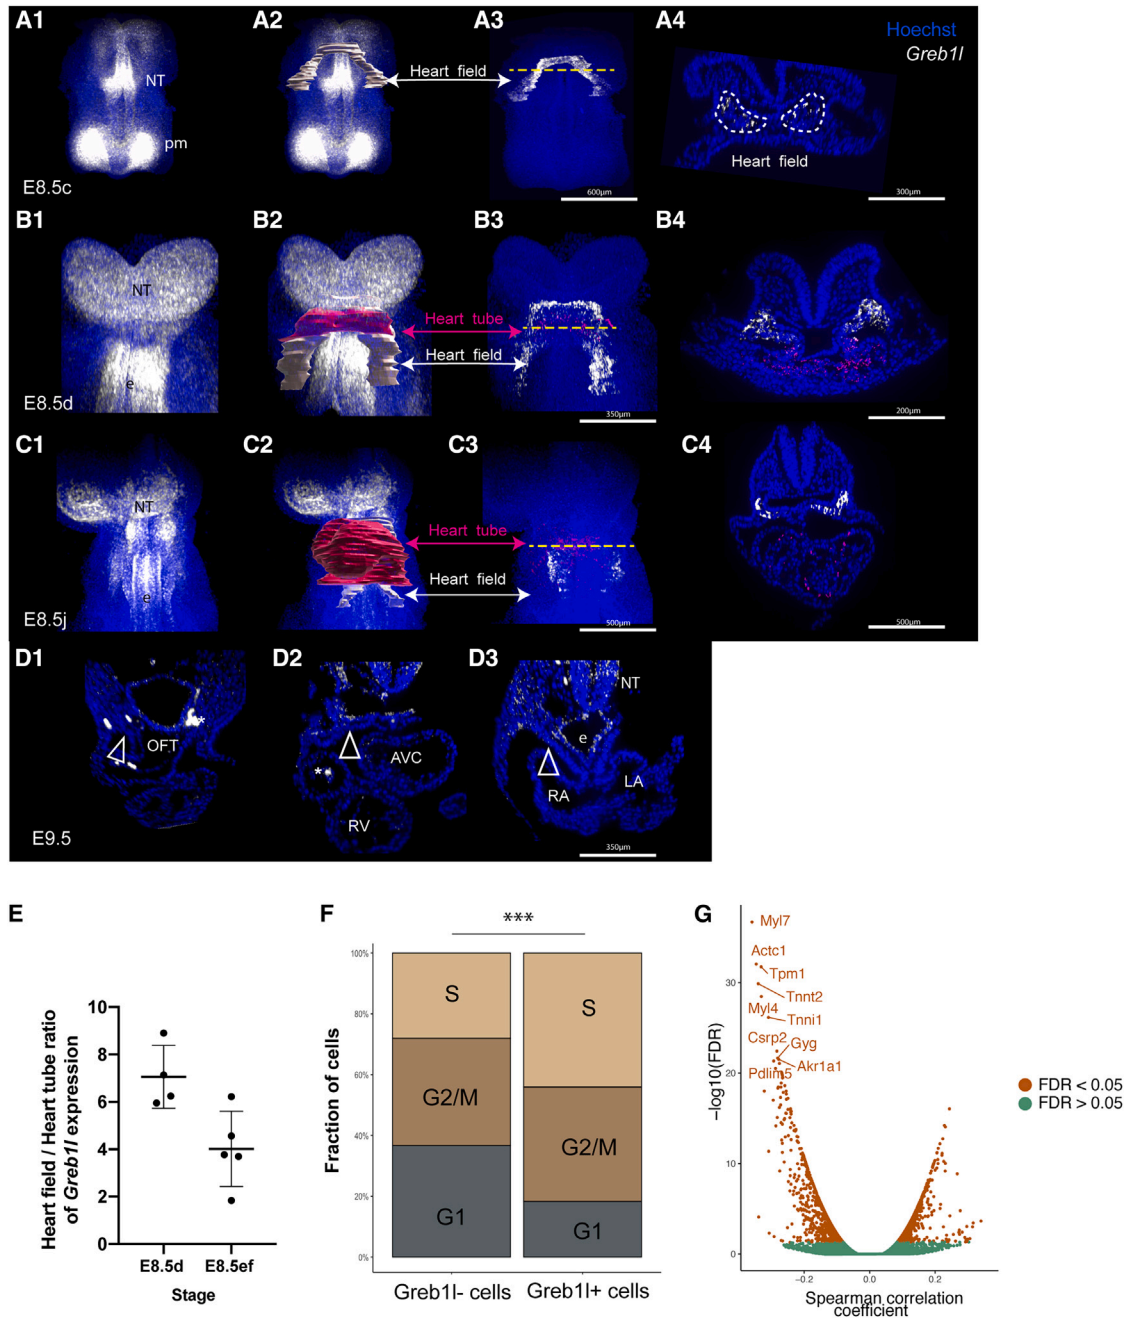 A1
A2
A3
A4
Hoechst
Greb1l
NT
Heart field
pm
Heart field
E8.5c
600µm
300µm
B1
B2
B3
B4
NT
Heart tube
Heart field
e
E8.5d
350µm
200µm
C1
C2
C3
C4
NT
Heart tube
Heart field
e
E8.5j
500µm
500µm
D1
D2
D3
NT
*
OFT
e
AVC
*
LA
RA
RV
E9.5
350µm
E
F
G
Heart field / Heart tube ratio
of Greb1l expression
10
8
6
4
2
0
E8.5d
E8.5ef
Stage
***
Fraction of cells
100%
80%
60%
40%
20%
0%
S
G2/M
G1
S
G2/M
G1
Greb1l- cells
Greb1l+ cells
−log10(FDR)
30
20
10
0
Myl7
Actc1
Tpm1
Tnnt2
Myl4
Tnni1
Csrp2
Gyg
Akr1a1
Pdlim5
−0.2
0.0
0.2
Spearman correlation
coefficient
FDR < 0.05
FDR > 0.05